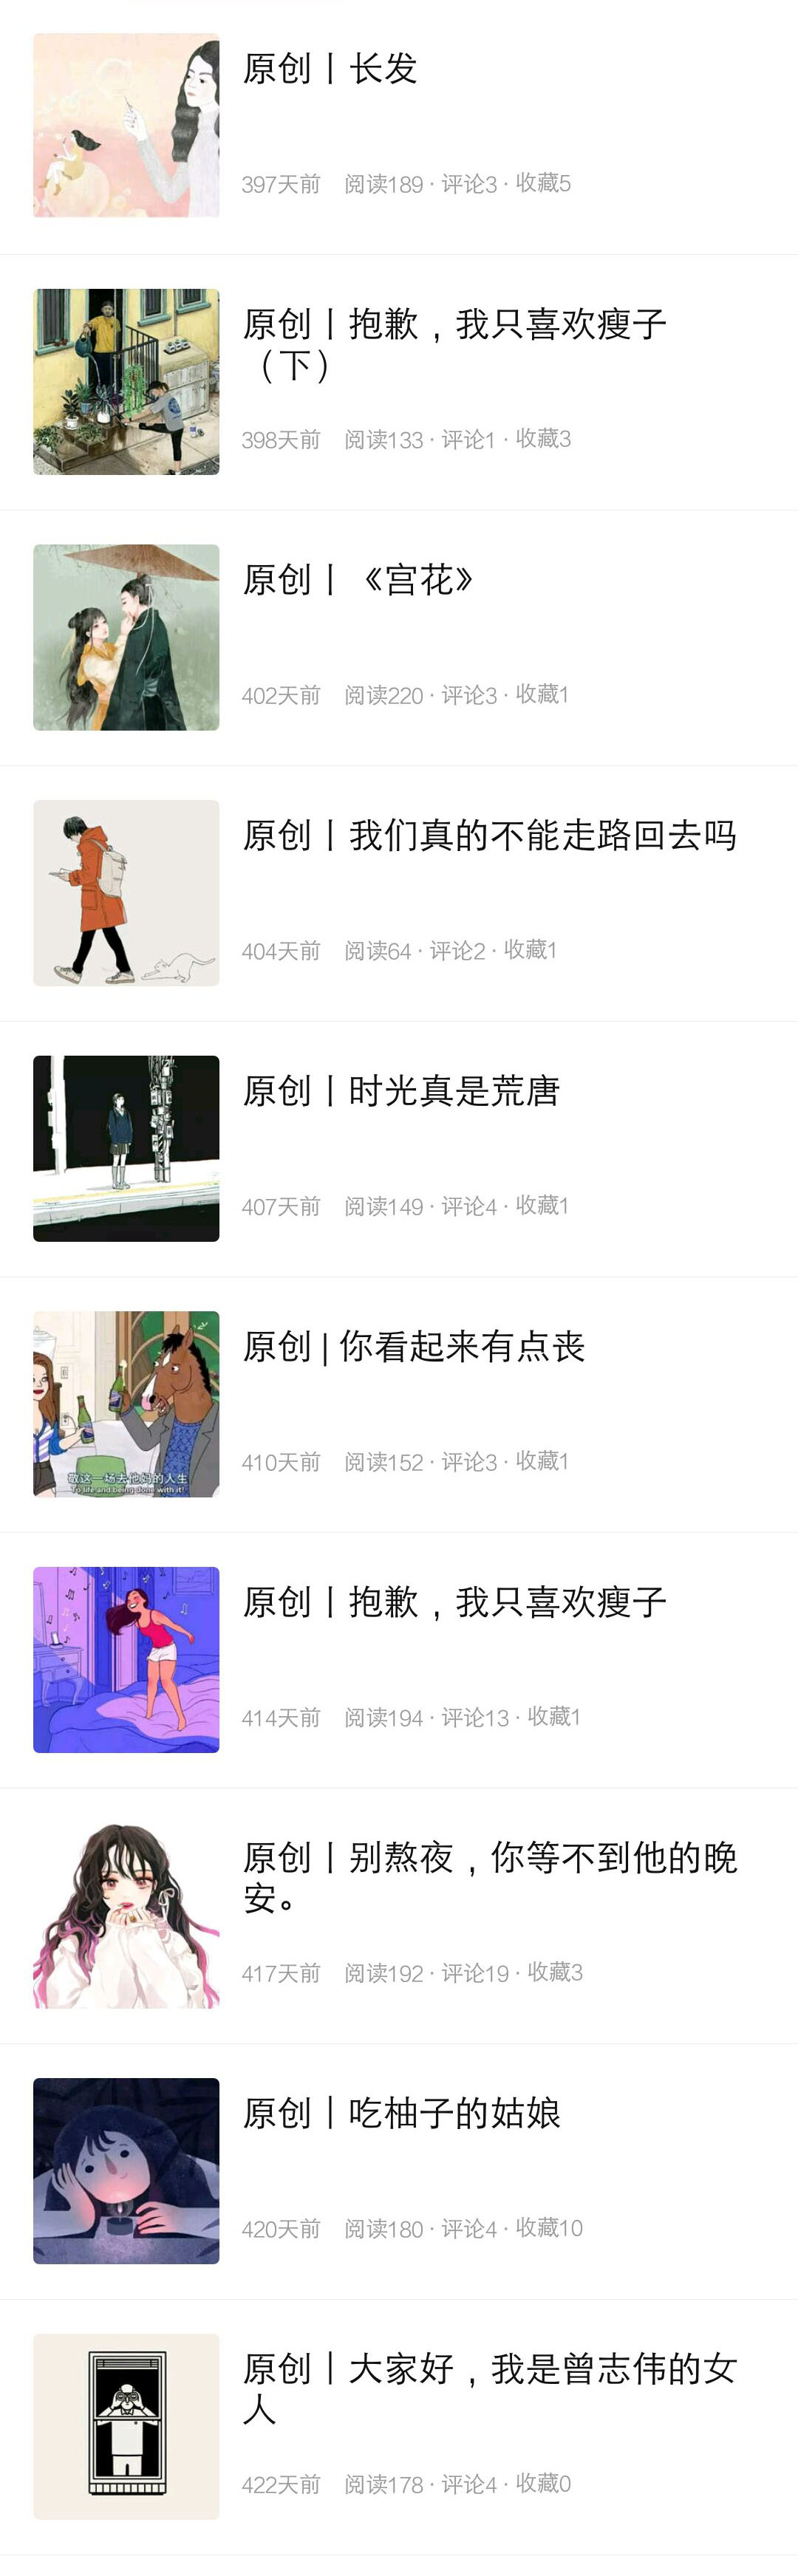 原创丨长发
397天前 阅读189 · 评论3 · 收藏5
原创丨抱歉，我只喜欢瘦子
（下）
398天前 阅读133 · 评论1 · 收藏3
原创丨《宫花》
402天前 阅读220 · 评论3 · 收藏1
原创丨我们真的不能走路回去吗
404天前 阅读64 · 评论2 · 收藏1
原创丨时光真是荒唐
407天前 阅读149 · 评论4 · 收藏1
原创 | 你看起来有点丧
敬这一场去他妈的人生
To life and being done with it!
410天前 阅读152 · 评论3 · 收藏1
原创丨抱歉，我只喜欢瘦子
414天前 阅读194 · 评论13 · 收藏1
原创丨别熬夜，你等不到他的晚
安。
417天前 阅读192 · 评论19 · 收藏3
原创丨吃柚子的姑娘
420天前 阅读180 · 评论4 · 收藏10
原创丨大家好，我是曾志伟的女
人
422天前 阅读178 · 评论4 · 收藏0